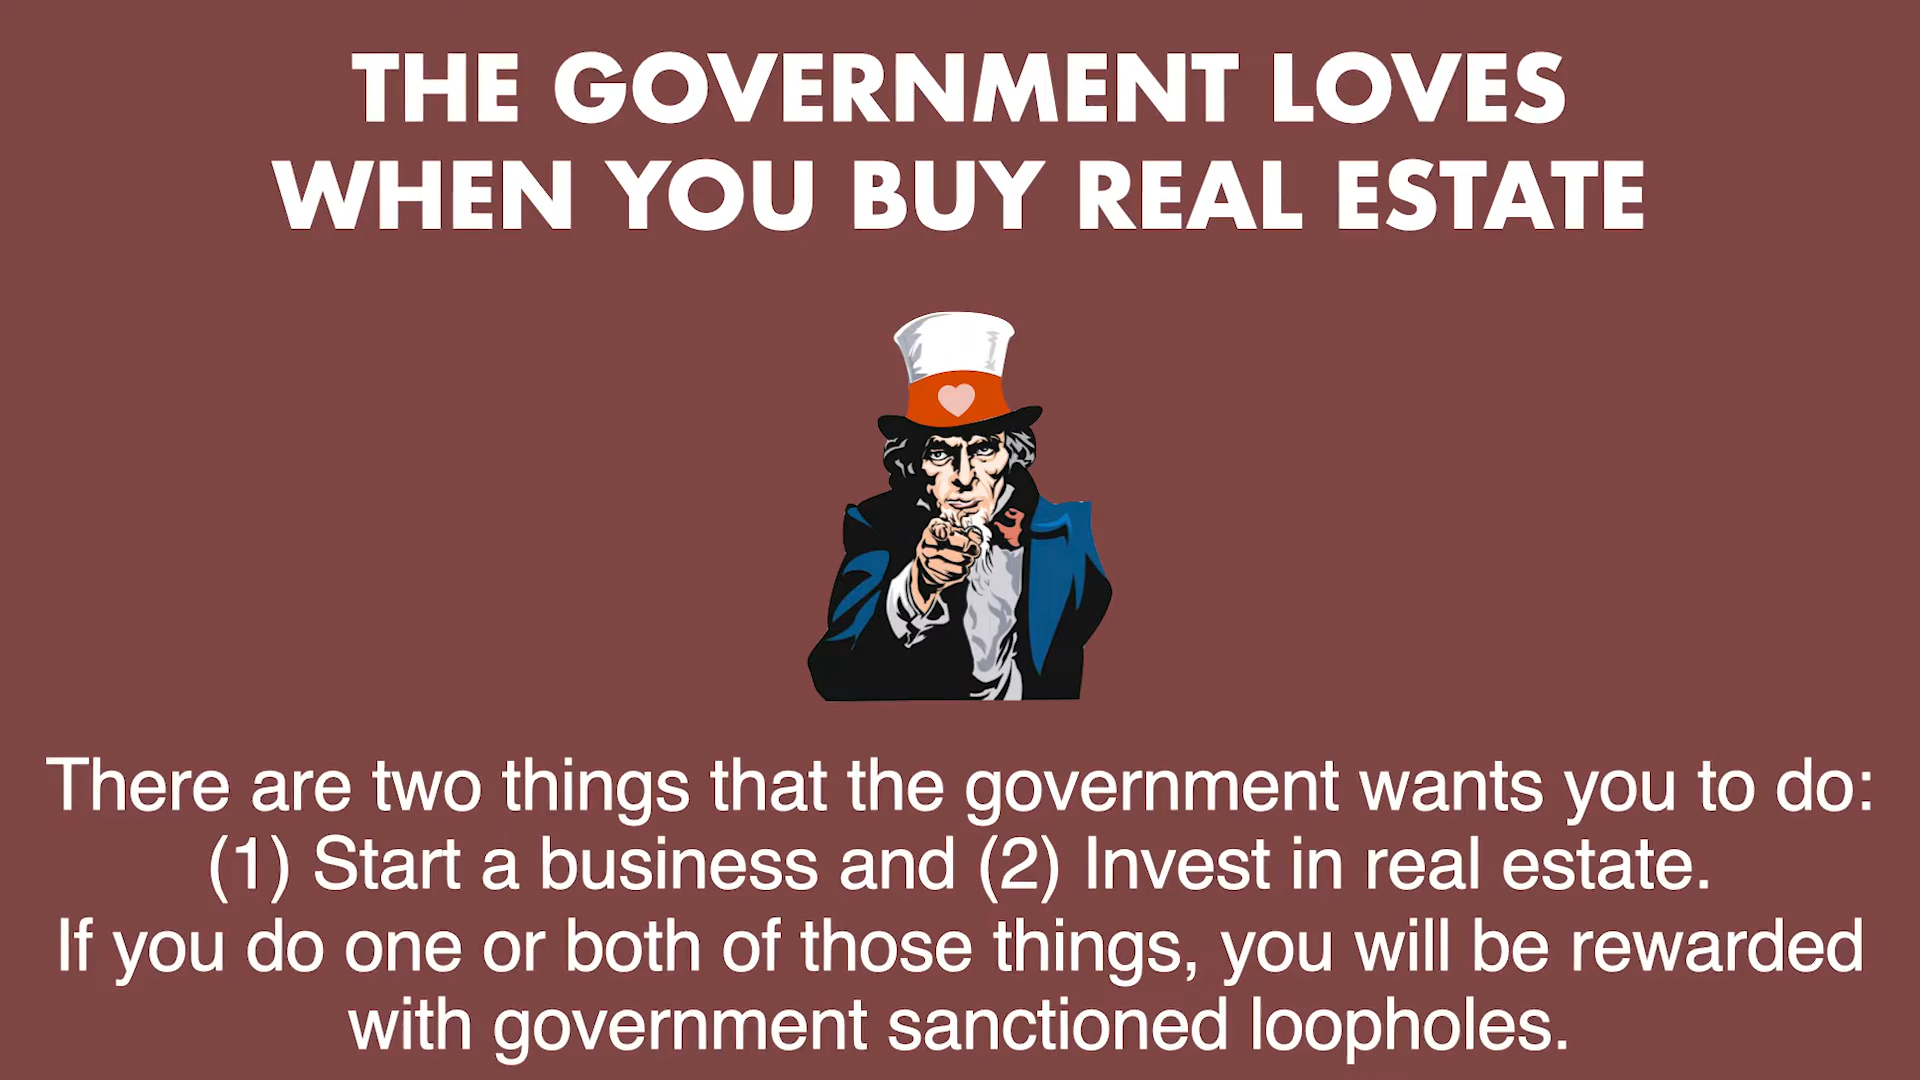 THE GOVERNMENT LOVES
WHEN YOU BUY REAL ESTATE
There are two things that the government wants you to do:
(1) Start a business and (2) Invest in real estate.
If you do one or both of those things, you will be rewarded
with government sanctioned loopholes.